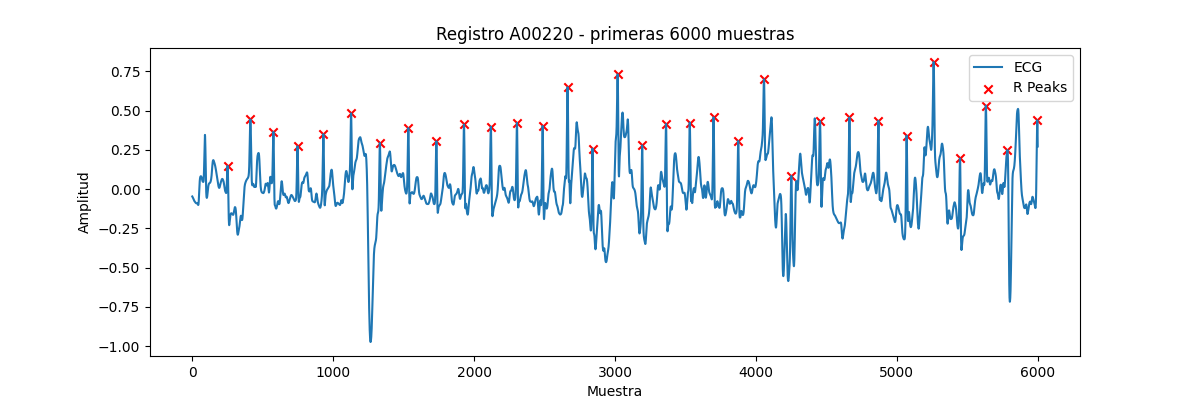 Registro A00220 - primeras 6000 muestras
ECG
R Peaks
Amplitud
0.75
0.50
0.25
0.00
−0.25
−0.50
−0.75
−1.00
0 1000 2000 3000 4000 5000 6000
Muestra